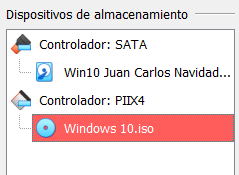 Dispositivos de almacenamiento
Controlador: SATA
Win10 Juan Carlos Navidad...
Controlador: PIIX4
Windows 10.iso